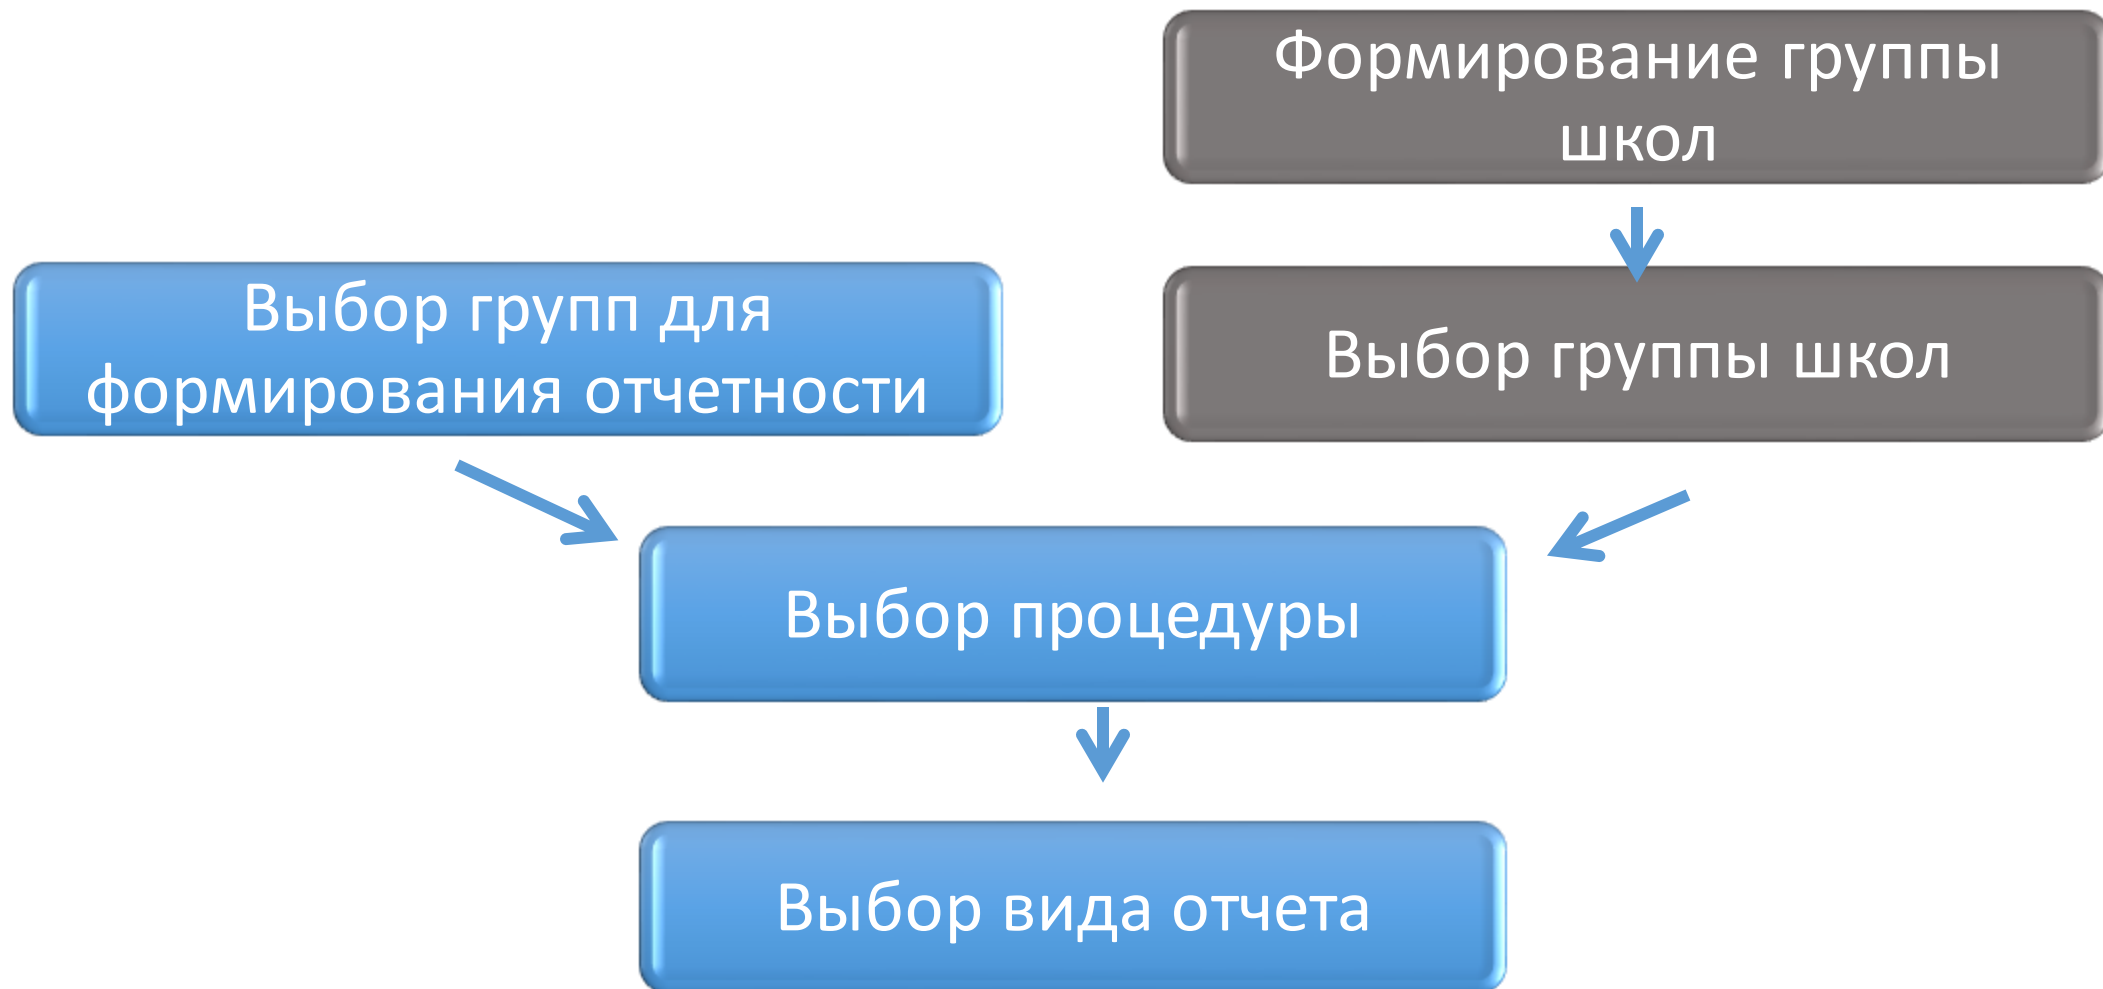 Формирование группы
школ
Выбор групп для
формирования отчетности
Выбор группы школ
Выбор процедуры
Выбор вида отчета